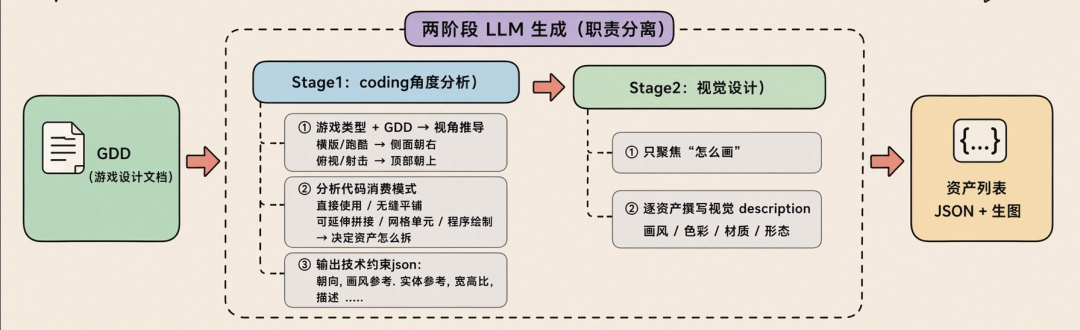 两阶段 LLM 生成（职责分离）
GDD
(游戏设计文档)
Stage1：coding角度分析）
① 游戏类型 + GDD → 视角推导
横版/跑酷 → 侧面朝右
俯视/射击 → 顶部朝上
② 分析代码消费模式
直接使用 / 无缝平铺
可延伸拼接 / 网格单元 / 程序绘制
→ 决定资产怎么拆
③ 输出技术约束json：
朝向, 画风参考. 实体参考, 宽高比,
描述 .....
Stage2：视觉设计）
① 只聚焦“怎么画”
② 逐资产撰写视觉 description
画风 / 色彩 / 材质 / 形态
{...}
资产列表
JSON + 生图